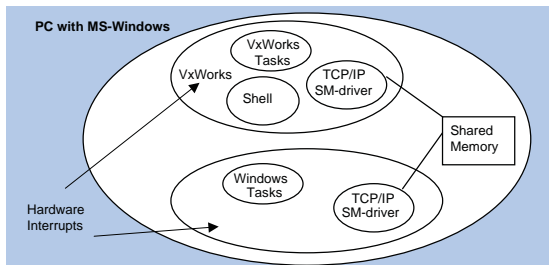 PC with MS-Windows
VxWorks
Tasks
VxWorks
TCP/IP
SM-driver
Shell
Shared
Memory
Windows
Tasks
TCP/IP
SM-driver
Hardware
Interrupts